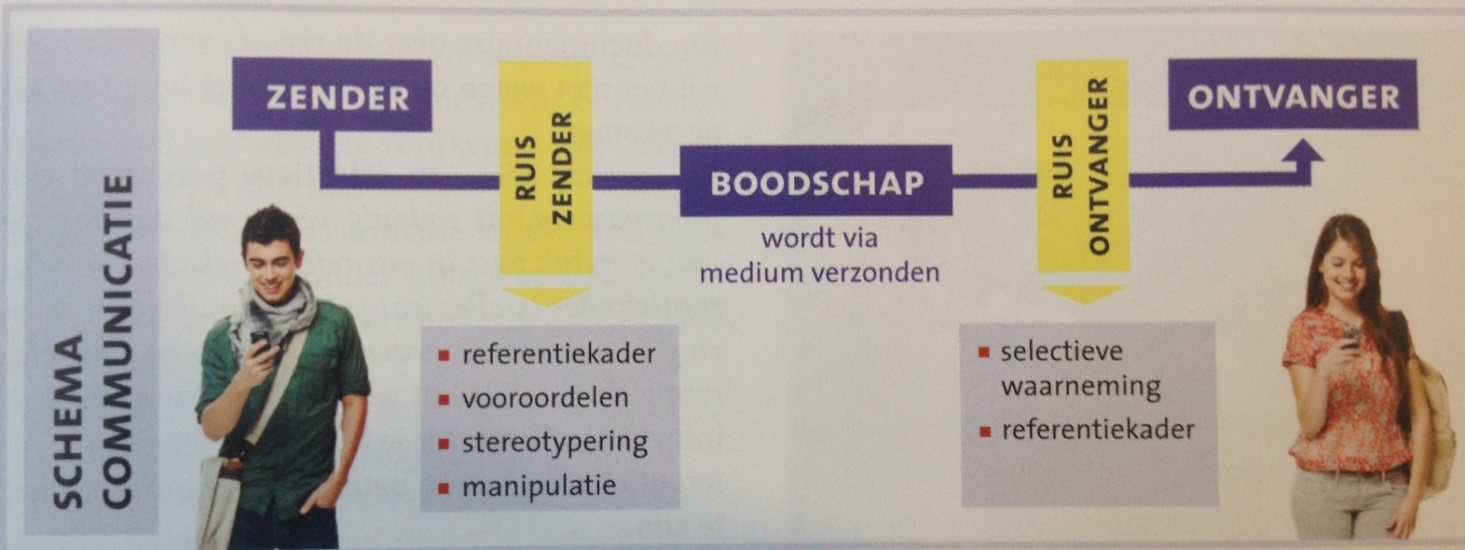 SCHEMA
COMMUNICATIE
ZENDER
RUIS
ZENDER
BOODSCHAP
wordt via
medium verzonden
RUIS
ONTVANGER
ONTVANGER
▪ referentiekader
▪ vooroordelen
▪ stereotypering
▪ manipulatie
▪ selectieve
waarneming
▪ referentiekader